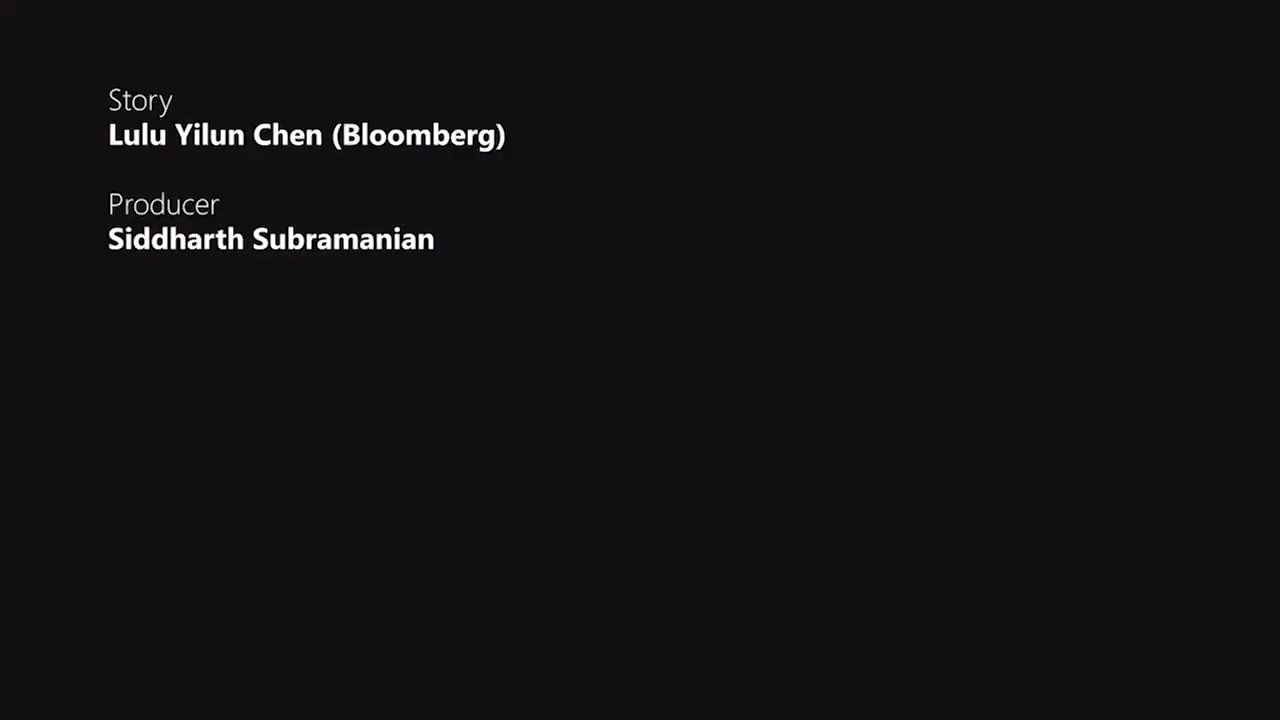 Story
Lulu Yilun Chen (Bloomberg)
Producer
Siddharth Subramanian